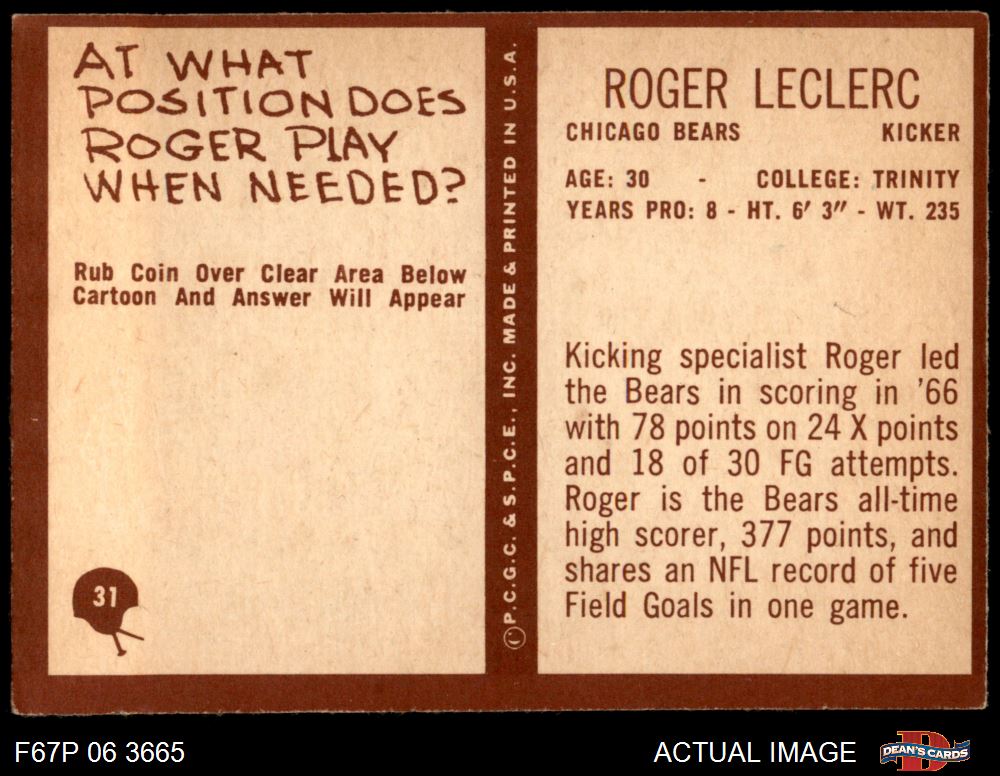 AT WHAT
POSITION DOES
ROGER PLAY
WHEN NEEDED?
Rub Coin Over Clear Area Below
Cartoon And Answer Will Appear
31
© P.C.G.C. & S.P.C.E., INC. MADE & PRINTED IN U.S.A.
ROGER LECLERC
CHICAGO BEARS KICKER
AGE: 30 - COLLEGE: TRINITY
YEARS PRO: 8 - HT. 6' 3" - WT. 235
Kicking specialist Roger led
the Bears in scoring in '66
with 78 points on 24 X points
and 18 of 30 FG attempts.
Roger is the Bears all-time
high scorer, 377 points, and
shares an NFL record of five
Field Goals in one game.
F67P 06 3665
ACTUAL IMAGE
D
DEAN'S CARDS